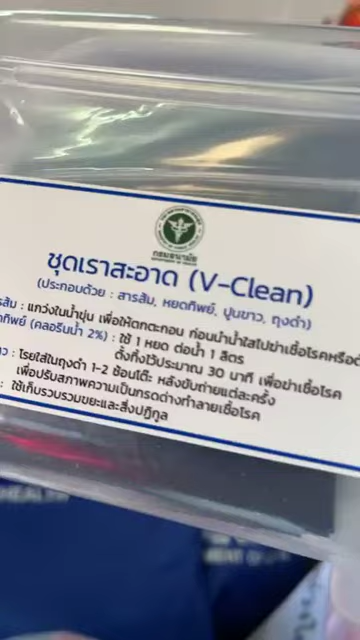 กรมอนามัย
DEPARTMENT OF HEALTH
ชุดเราสะอาด (V-Clean)
(ประกอบด้วย : สารส้ม, หยดทิพย์, ปูนขาว, ถุงดำ)
: แกว่งในน้ำขุ่น เพื่อให้ตกตะกอน ก่อนนำน้ำใสไปฆ่าเชื้อโรคหรือ
(คลอรีนน้ำ 2%) : ใช้ 1 หยด ต่อน้ำ 1 ลิตร
ตั้งทิ้งไว้ประมาณ 30 นาที เพื่อฆ่าเชื้อโรค
: โรยใส่ในถุงดำ 1-2 ช้อนโต๊ะ หลังขับถ่ายแต่ละครั้ง
เพื่อปรับสภาพความเป็นกรดด่างทำลายเชื้อโรค
: ใช้เก็บรวบรวมขยะและสิ่งปฏิกูล
HEALTH